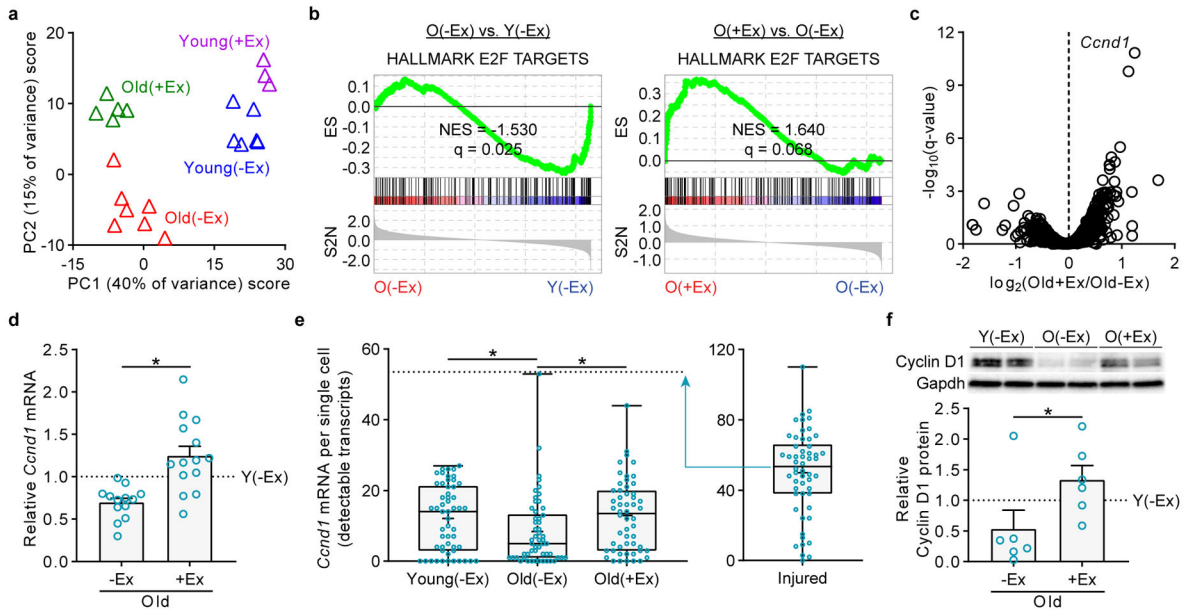 a
PC2 (15% of variance) score
20
10
0
-10
-15
0
15
30
PC1 (40% of variance) score
Young(+Ex)
Old(+Ex)
Young(-Ex)
Old(-Ex)
b
O(-Ex) vs. Y(-Ex)
HALLMARK E2F TARGETS
ES
0.0
-0.1
-0.2
-0.3
NES = -1.530
q = 0.025
S2N
2.0
0.0
-2.0
O(-Ex)
Y(-Ex)
O(+Ex) vs. O(-Ex)
HALLMARK E2F TARGETS
ES
0.3
0.2
0.1
0.0
NES = 1.640
q = 0.068
S2N
2.0
1.0
0.0
-1.0
O(+Ex)
O(-Ex)
c
-log10(q-value)
12
9
6
3
0
Ccnd1
-2
-1
0
1
2
log2(Old+Ex/Old-Ex)
d
Relative Ccnd1 mRNA
2.5
2.0
1.5
1.0
0.5
0.0
*
Y(-Ex)
-Ex
+Ex
Old
e
Ccnd1 mRNA per single cell
(detectable transcripts)
60
40
20
0
*
*
Young(-Ex)
Old(-Ex)
Old(+Ex)
120
80
40
0
Injured
f
Y(-Ex)
O(-Ex)
O(+Ex)
Cyclin D1
Gapdh
Relative
Cyclin D1 protein
2.5
2.0
1.5
1.0
0.5
0.0
*
Y(-Ex)
-Ex
+Ex
Old